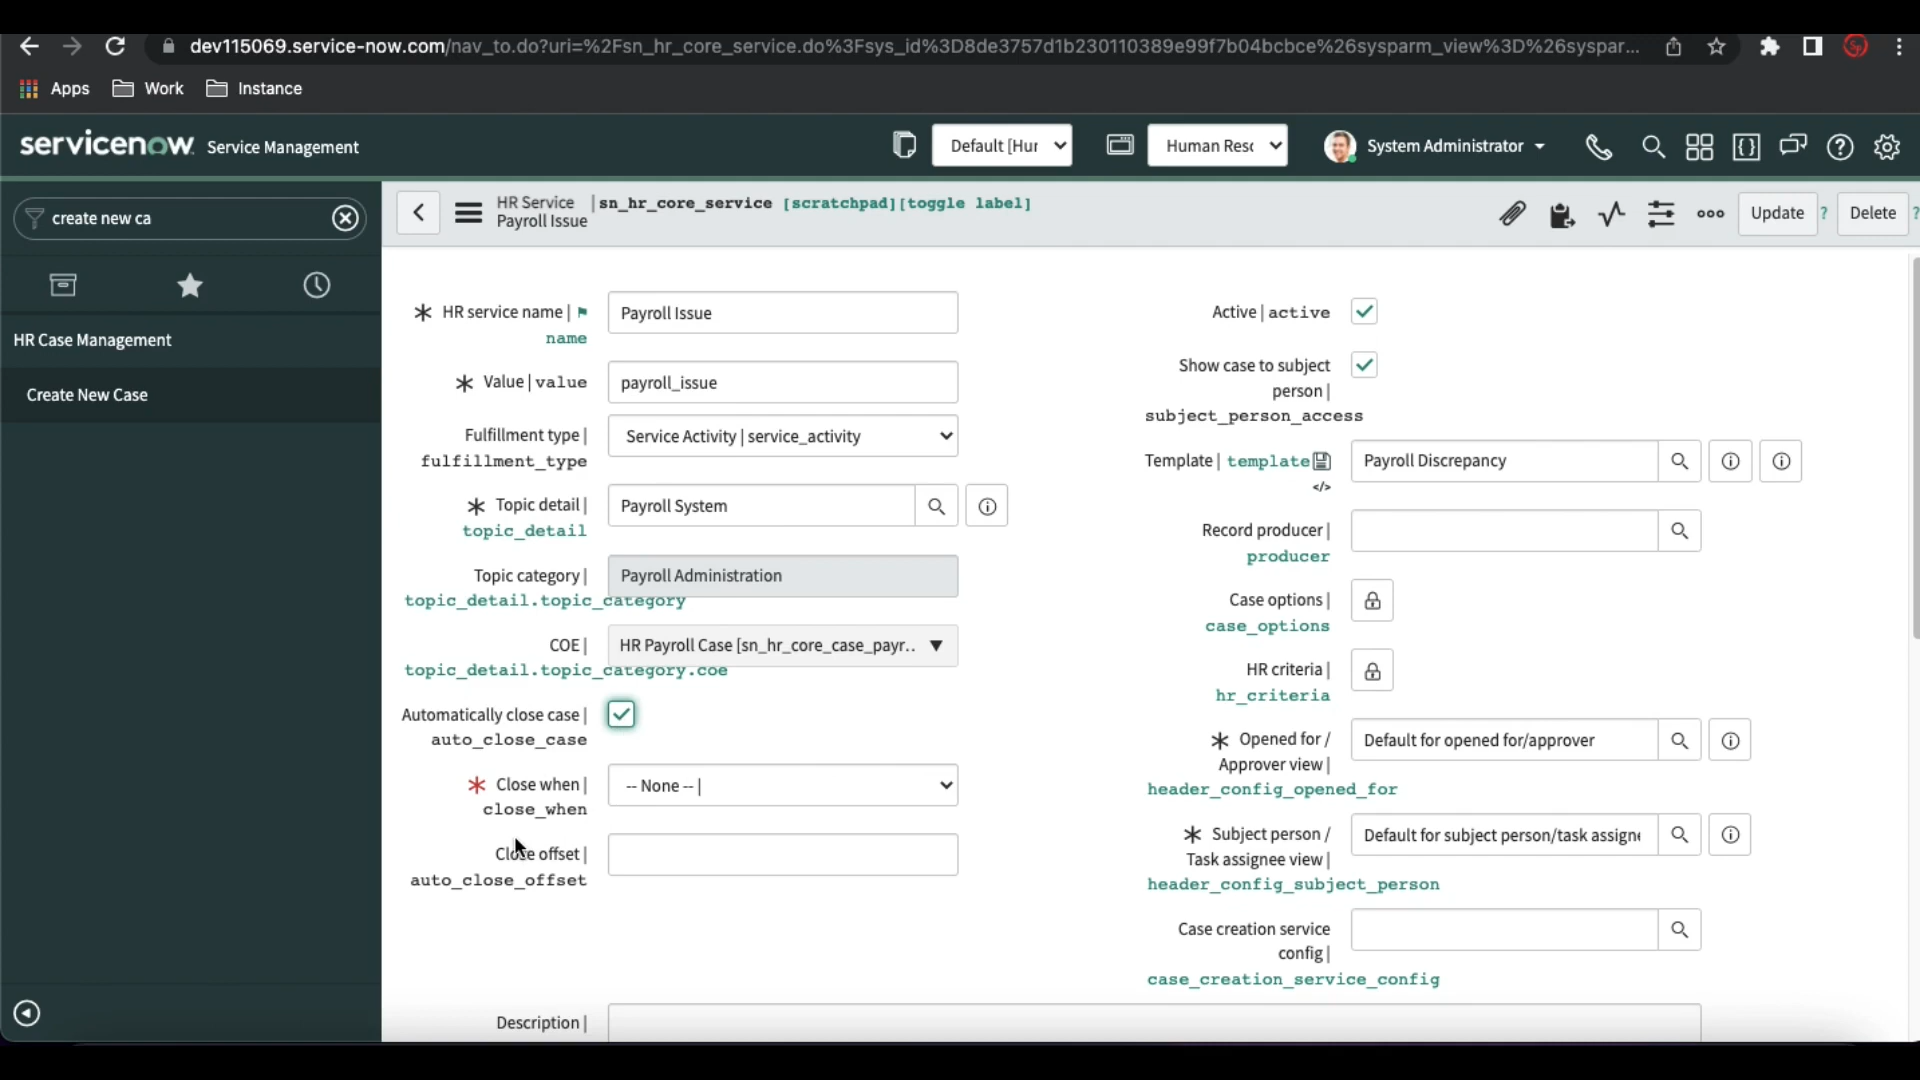 dev115069.service-now.com/nav_to.do?uri=%2Fsn_hr_core_service.do%3Fsys_id%3D8de3757d1b230110389e99f7b04bcbce%26sysparm_view%3D%26syspar...
Apps Work Instance
servicenow Service Management
Default [Hur
Human Resc
System Administrator
create new ca
HR Case Management
Create New Case
HR Service |sn_hr_core_service [scratchpad][toggle label]
Payroll Issue
Update ?
Delete ?
HR service name |
name
Payroll Issue
Value | value
payroll_issue
Fulfillment type |
fulfillment_type
Service Activity | service_activity
Topic detail |
topic_detail
Payroll System
Topic category |
topic_detail.topic_category
Payroll Administration
COE |
topic_detail.topic_category.coe
HR Payroll Case [sn_hr_core_case_payr..
Automatically close case |
auto_close_case
Close when |
close_when
-- None -- |
Close offset |
auto_close_offset
Description |
Active | active
Show case to subject
person |
subject_person_access
Template | template
</>
Payroll Discrepancy
Record producer |
producer
Case options |
case_options
HR criteria |
hr_criteria
Opened for /
Approver view |
header_config_opened_for
Default for opened for/approver
Subject person /
Task assignee view |
header_config_subject_person
Default for subject person/task assigne
Case creation service
config |
case_creation_service_config